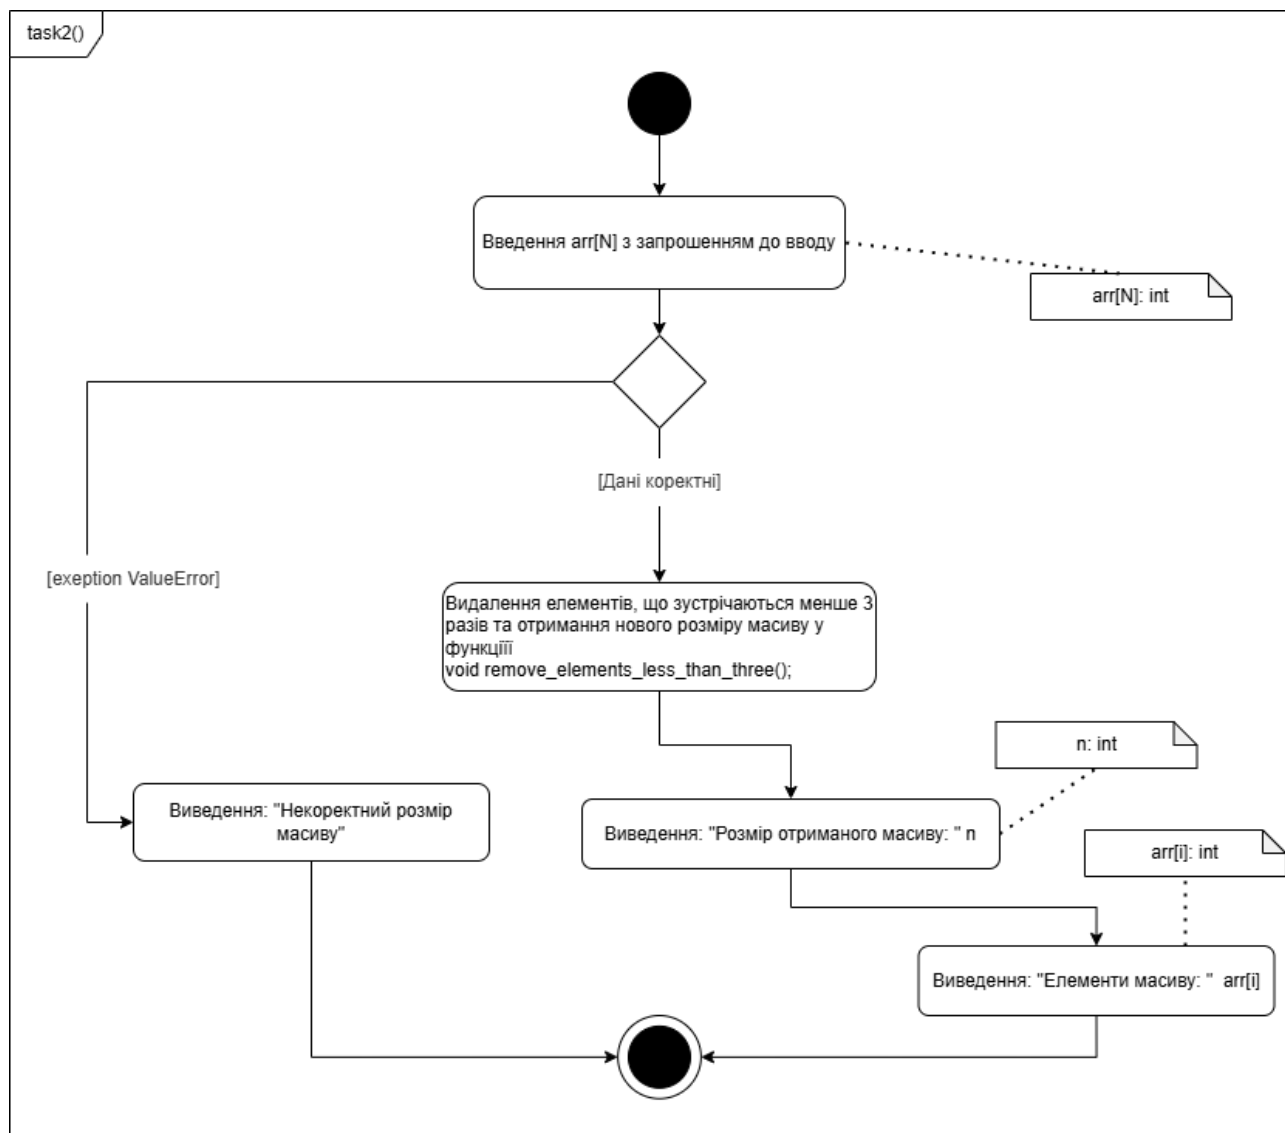 task2()
Введення arr[N] з запрошенням до вводу
arr[N]: int
[Дані коректні]
[exeption ValueError]
Видалення елементів, що зустрічаються менше 3
разів та отримання нового розміру масиву у
функціїї
void remove_elements_less_than_three();
n: int
Виведення: "Некоректний розмір
масиву"
Виведення: "Розмір отриманого масиву: " n
arr[i]: int
Виведення: "Елементи масиву: " arr[i]